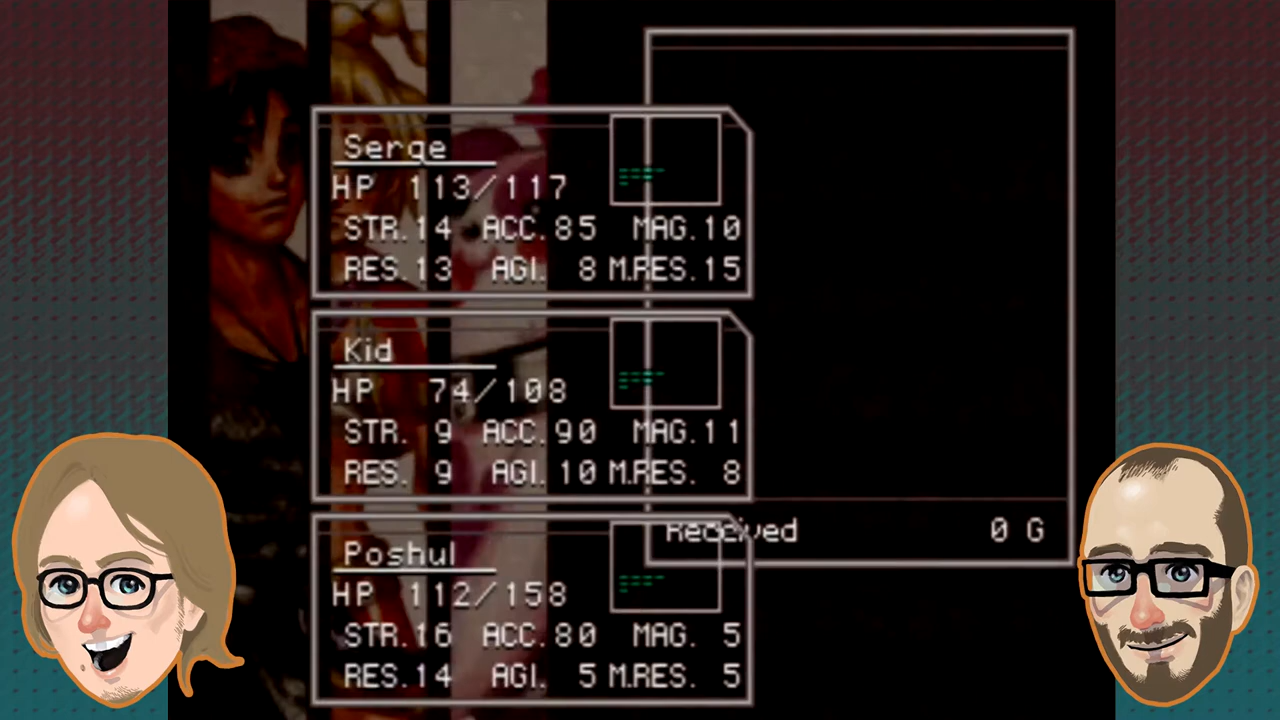 Serge
HP 113/117
STR.14 ACC.85 MAG.10
RES.13 AGI. 8 M.RES.15
Kid
HP 74/108
STR. 9 ACC.90 MAG.11
RES. 9 AGI.10 M.RES. 8
Received 0 G
Poshul
HP 112/158
STR.16 ACC.80 MAG. 5
RES.14 AGI. 5 M.RES. 5